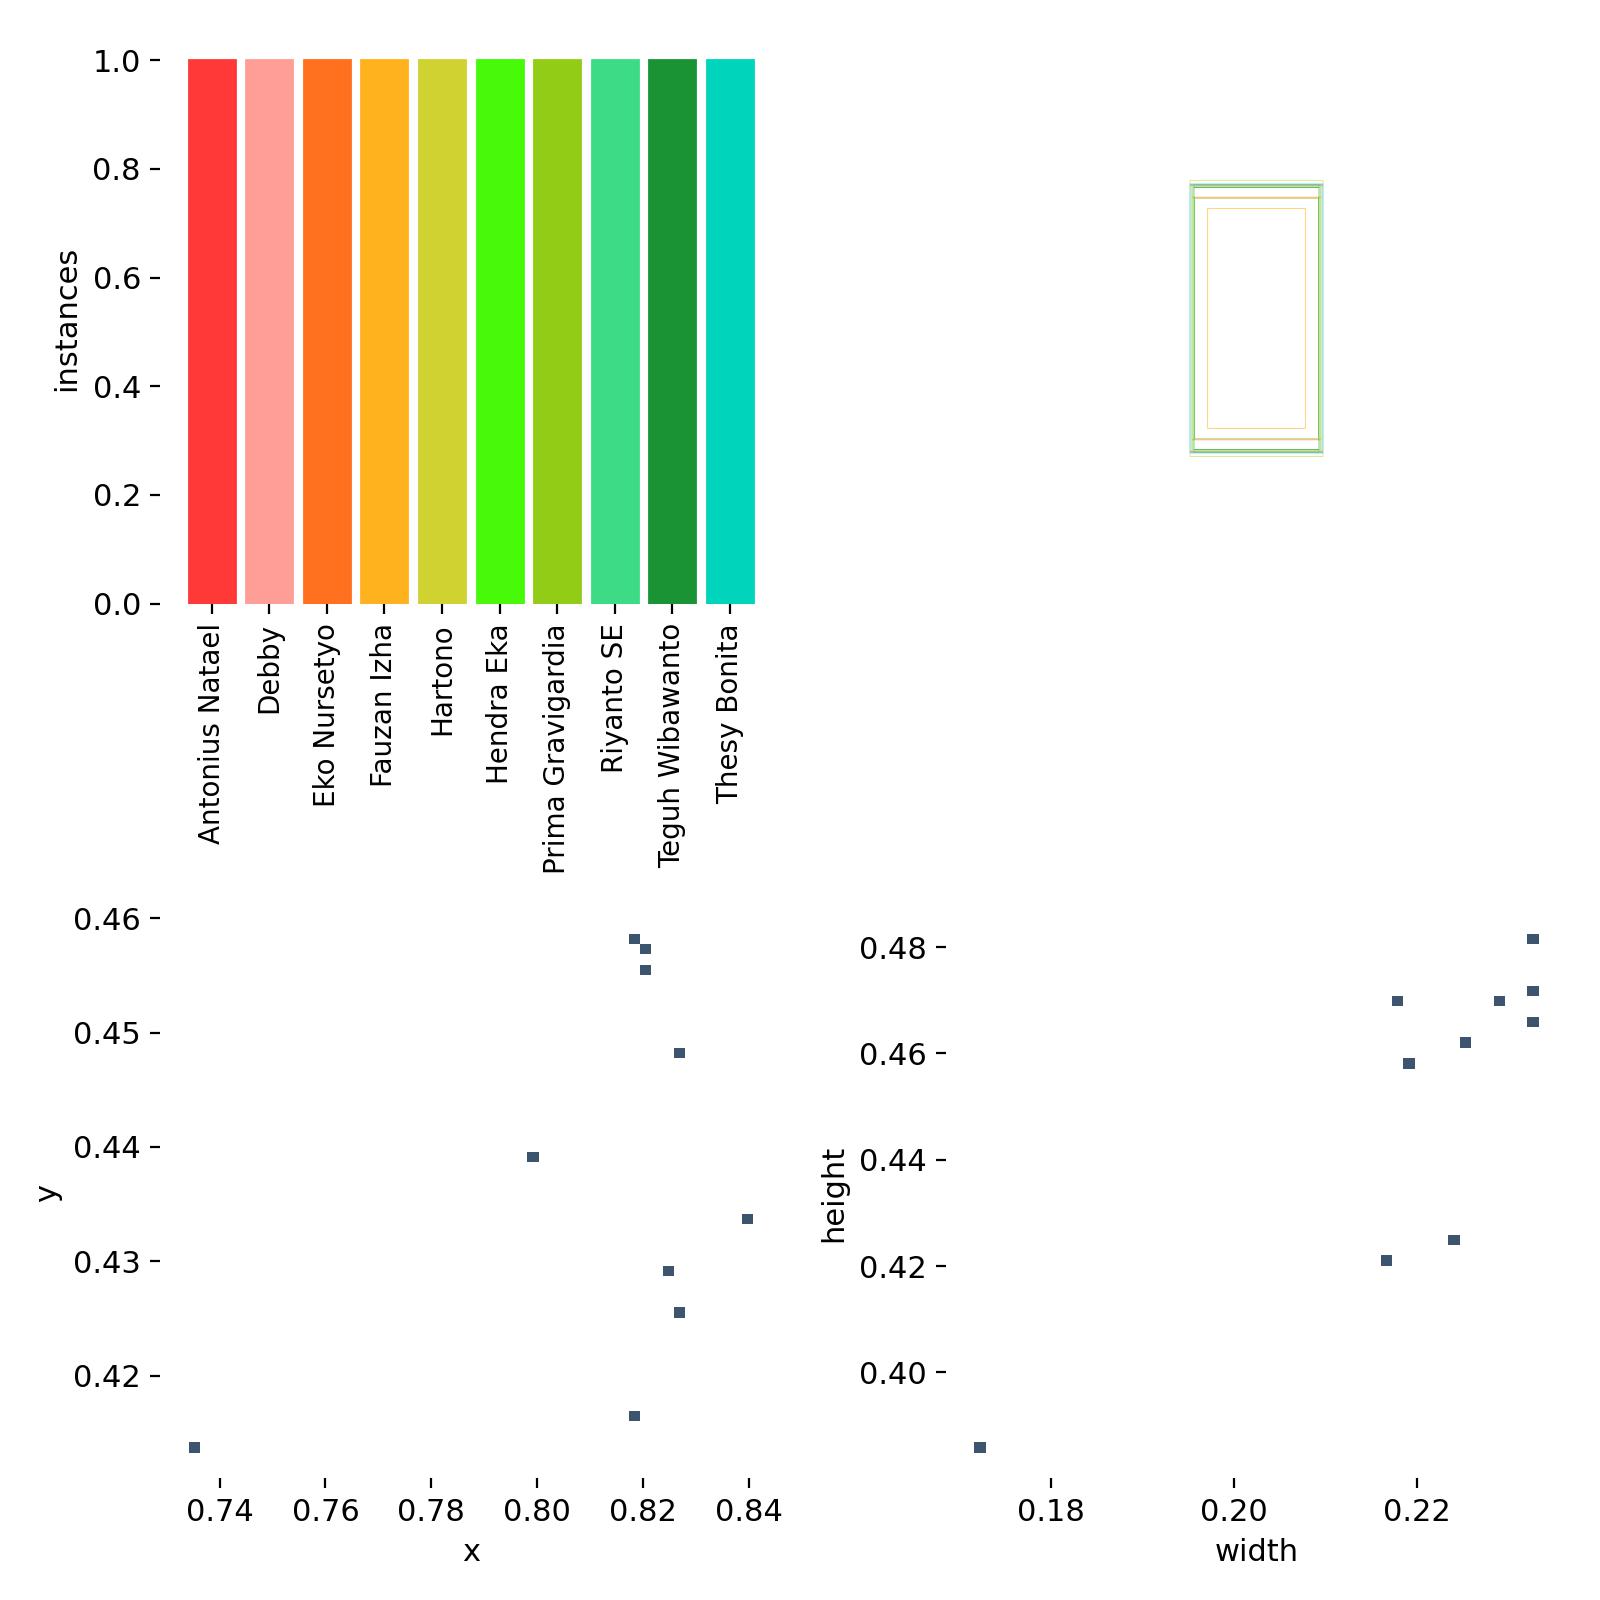 1.0
0.8
0.6
0.4
0.2
0.0
instances
Antonius Natael
Debby
Eko Nursetyo
Fauzan Izha
Hartono
Hendra Eka
Prima Gravigardia
Riyanto SE
Teguh Wibawanto
Thesy Bonita
0.46
0.45
0.44
0.43
0.42
y
0.74 0.76 0.78 0.80 0.82 0.84
x
0.48
0.46
0.44
0.42
0.40
height
0.18 0.20 0.22
width